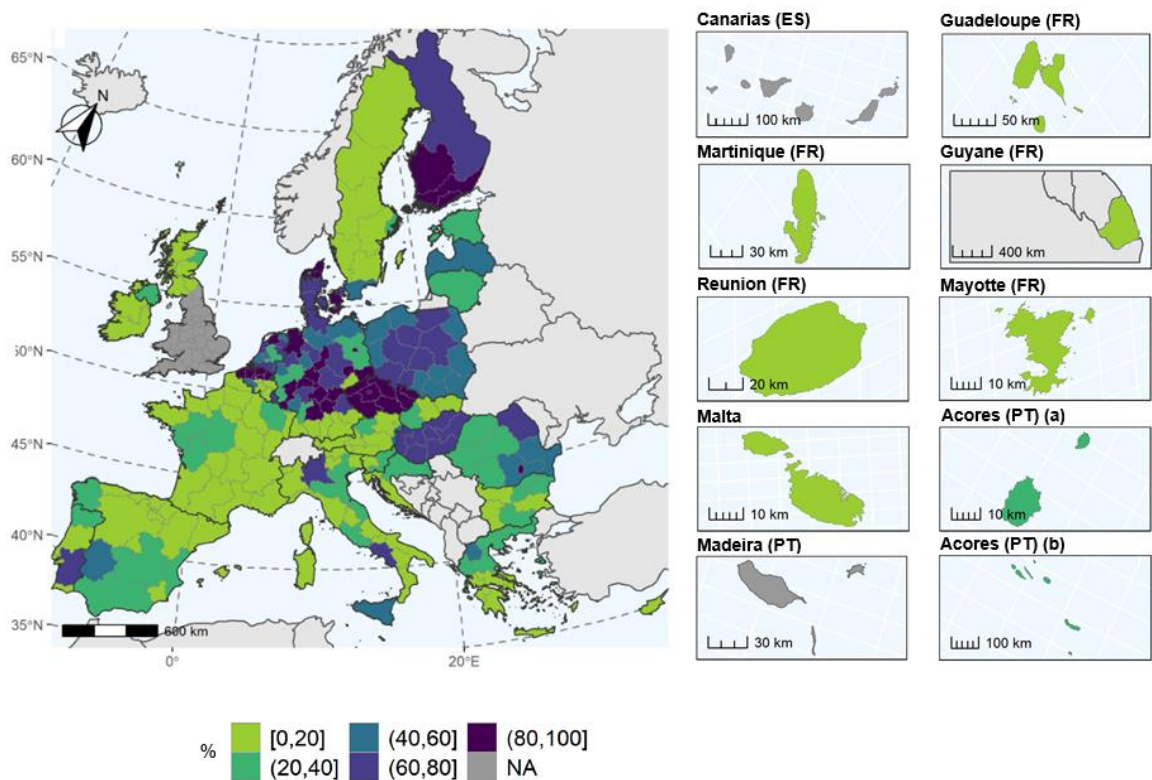 65°N
60°N
55°N
50°N
45°N
40°N
35°N
N
600 km
0°
20°E
Canarias (ES)
100 km
Guadeloupe (FR)
50 km
Martinique (FR)
30 km
Guyane (FR)
400 km
Reunion (FR)
20 km
Mayotte (FR)
10 km
Malta
10 km
Acores (PT) (a)
10 km
Madeira (PT)
30 km
Acores (PT) (b)
100 km
% [0,20] (40,60] (80,100]
(20,40] (60,80] NA